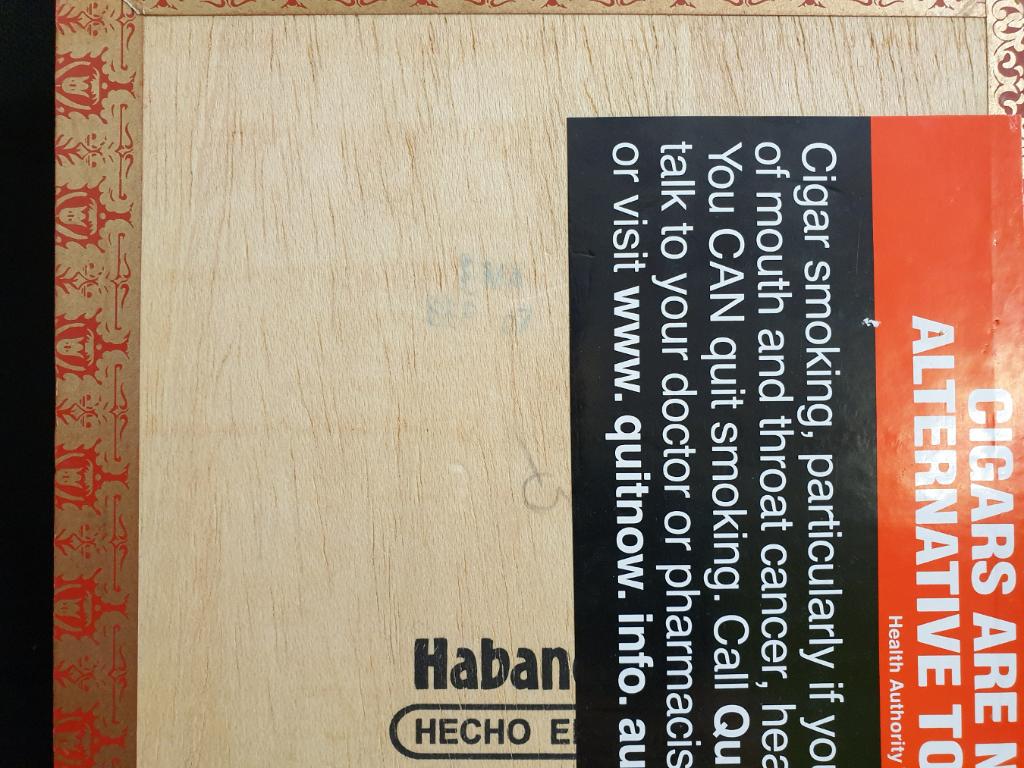 CIGARS ARE N
ALTERNATIVE TO
Health Authority
Cigar smoking, particularly if you
of mouth and throat cancer, hea
You CAN quit smoking. Call Qu
talk to your doctor or pharmacis
or visit www. quitnow. info. au
Haban
HECHO E